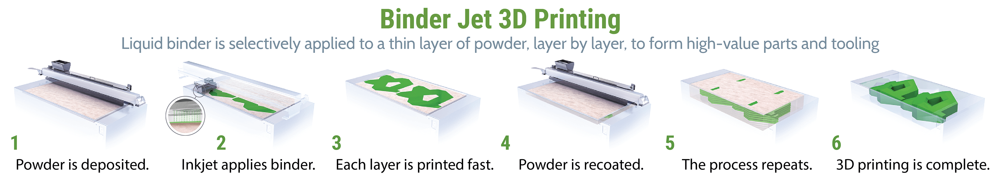 Binder Jet 3D Printing
Liquid binder is selectively applied to a thin layer of powder, layer by layer, to form high-value parts and tooling
1
Powder is deposited.
2
Inkjet applies binder.
3
Each layer is printed fast.
4
Powder is recoated.
5
The process repeats.
6
3D printing is complete.